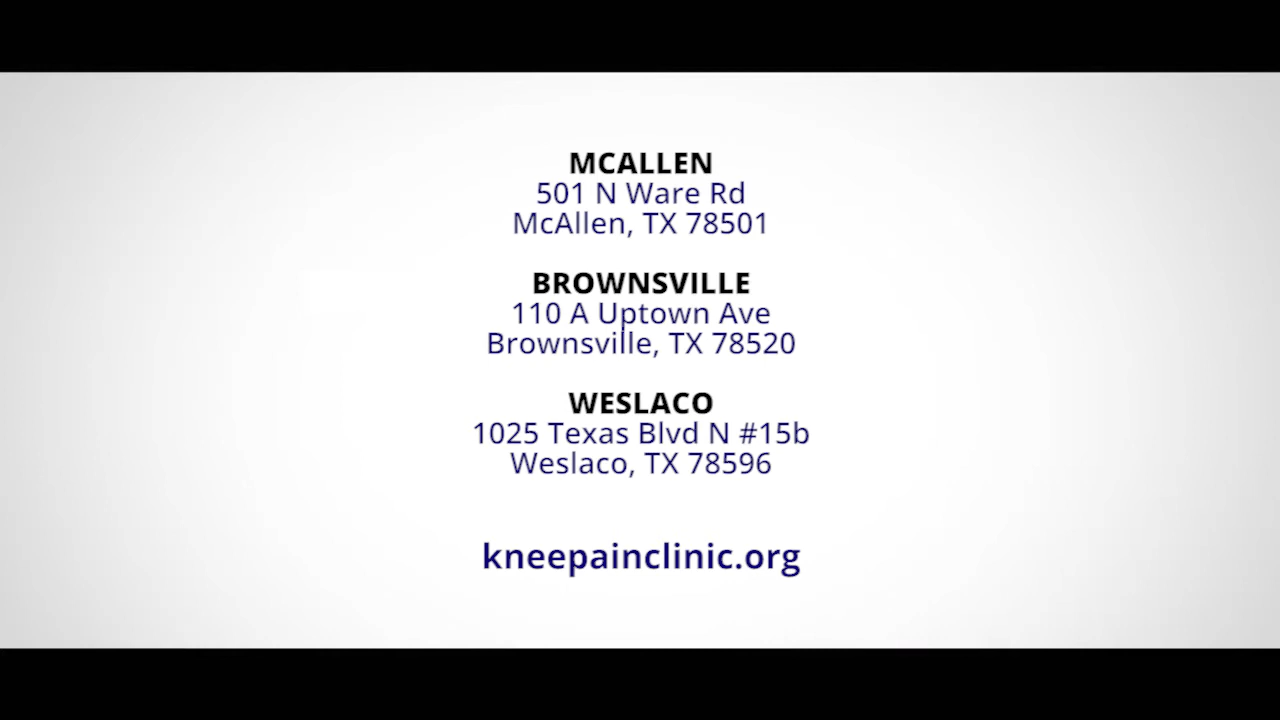 MCALLEN
501 N Ware Rd
McAllen, TX 78501
BROWNSVILLE
110 A Uptown Ave
Brownsville, TX 78520
WESLACO
1025 Texas Blvd N #15b
Weslaco, TX 78596
kneepainclinic.org